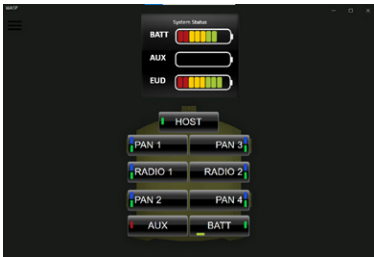 System Status
BATT
AUX
EUD
HOST
PAN 1
PAN 3
RADIO 1
RADIO 2
PAN 2
PAN 4
AUX
BATT